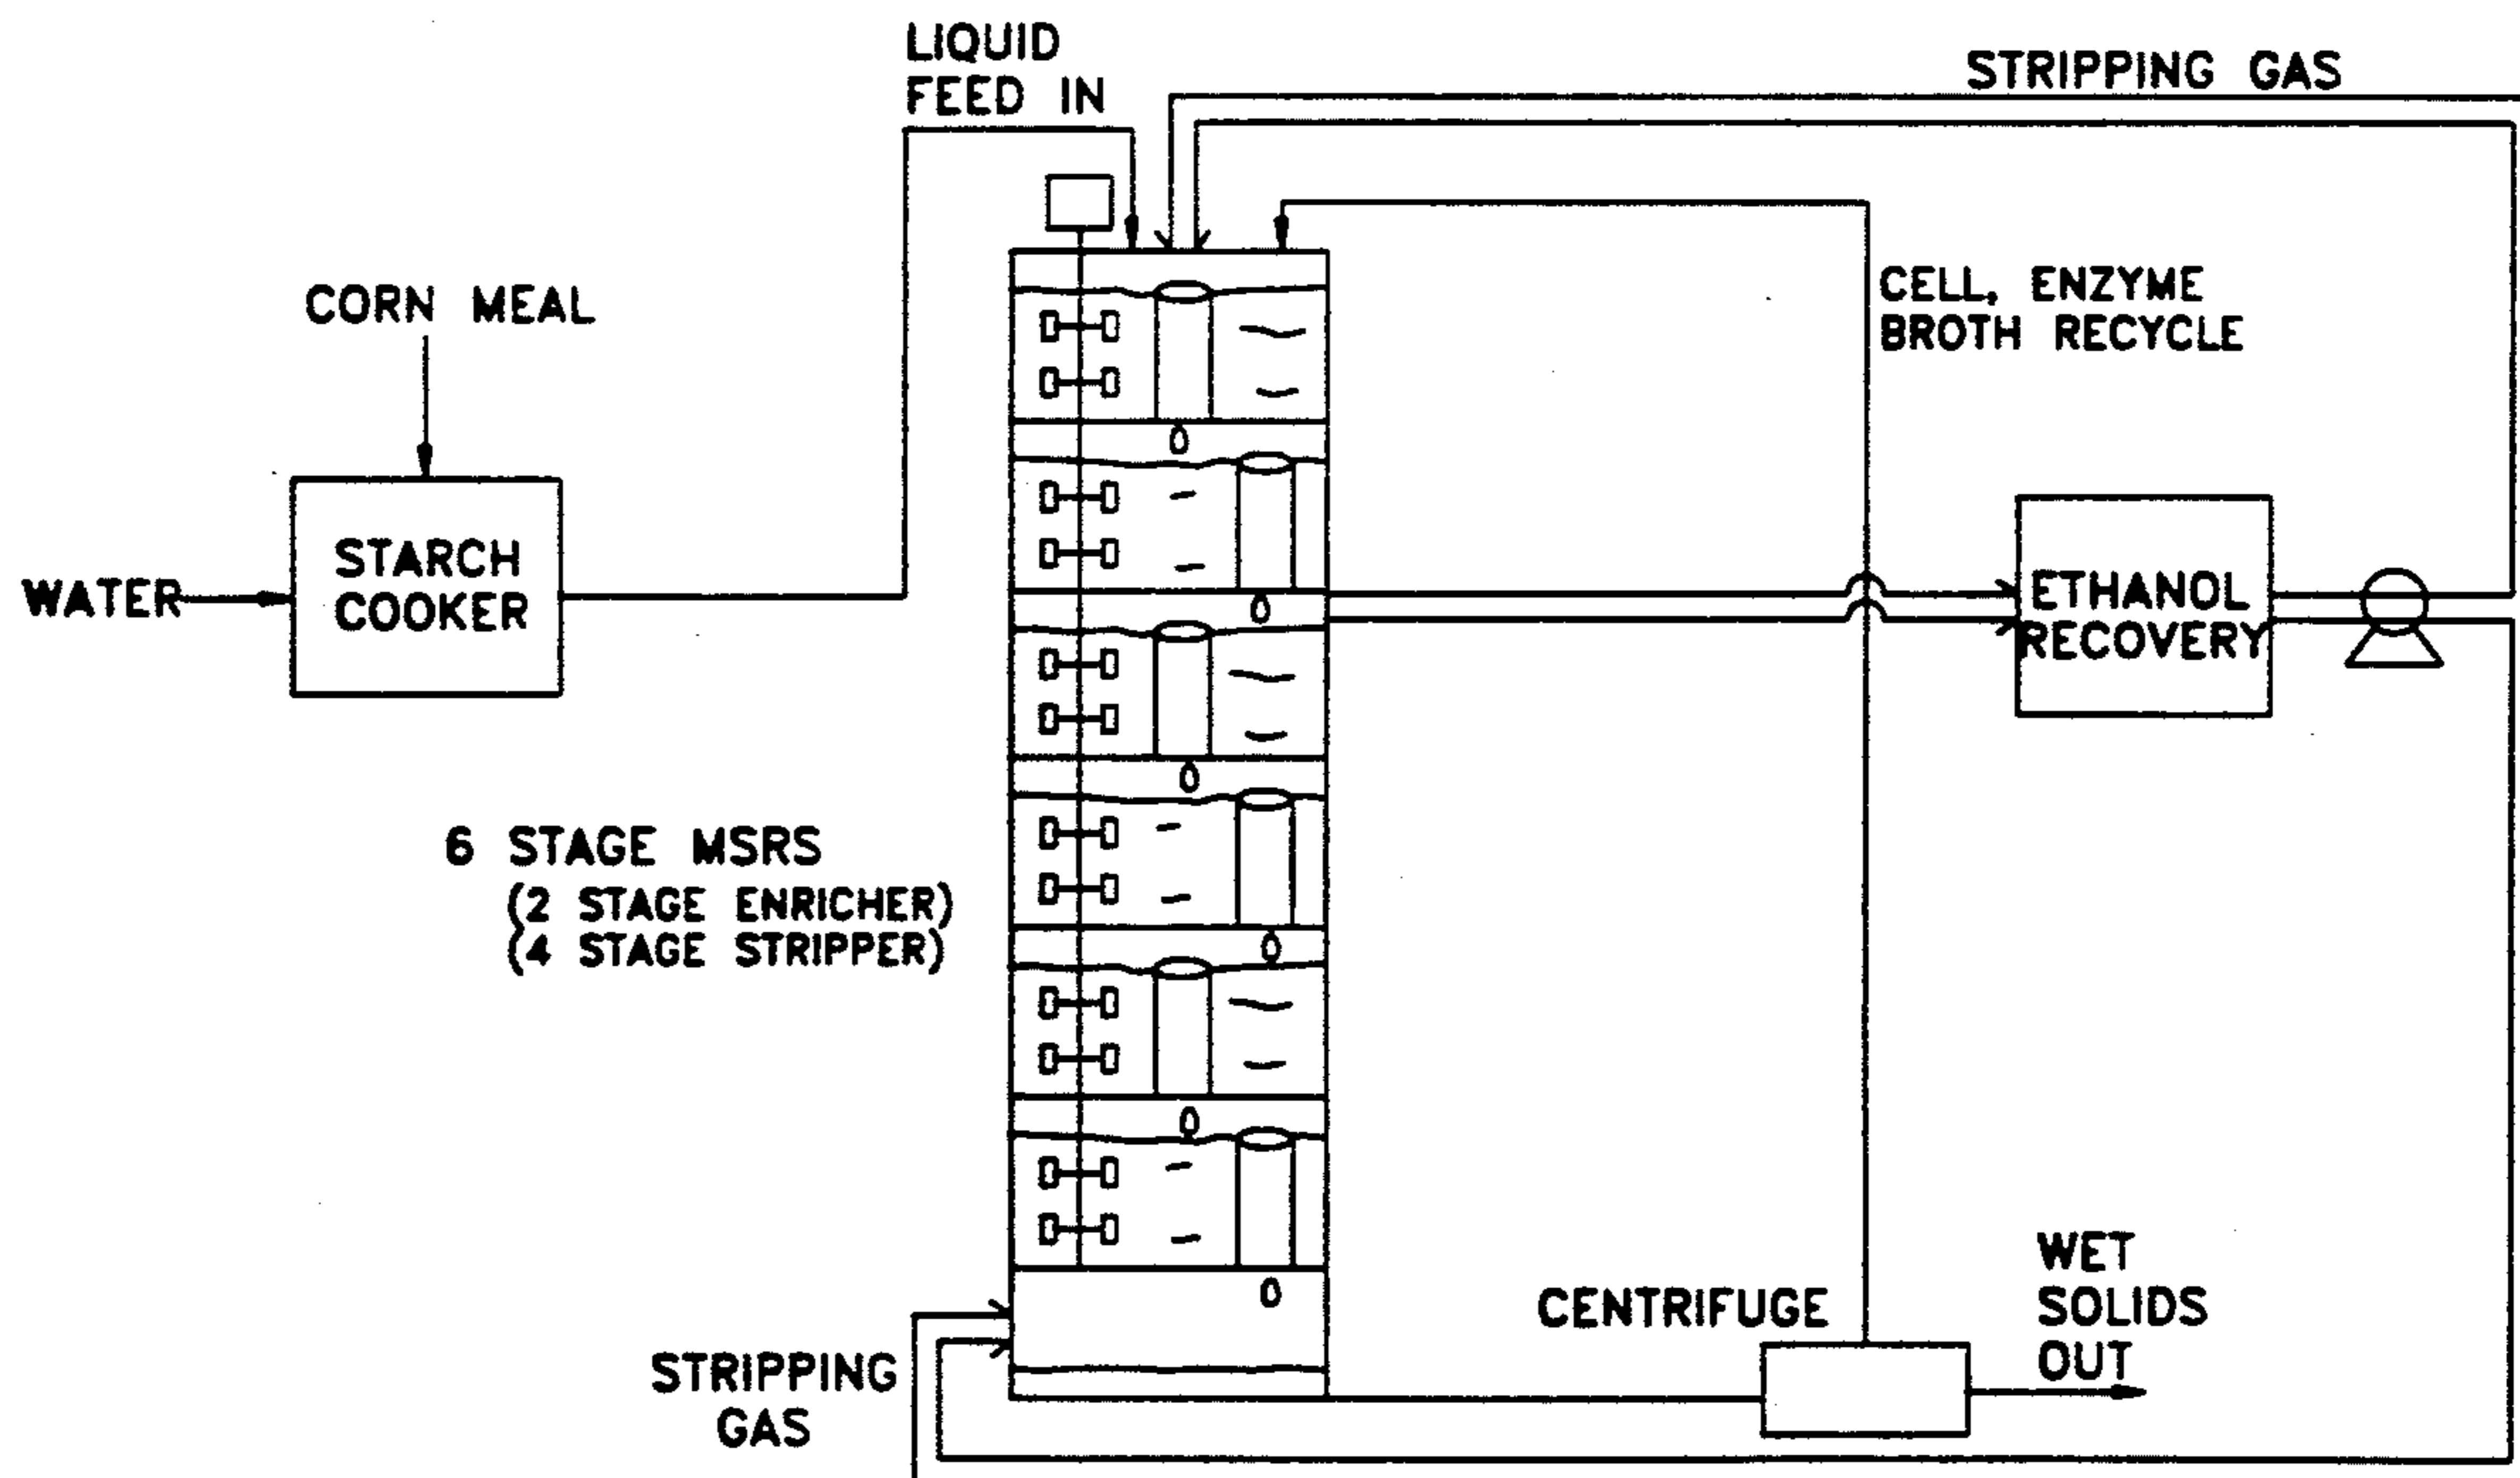 LIQUID
FEED IN
STRIPPING GAS
CORN MEAL
CELL, ENZYME
BROTH RECYCLE
WATER
STARCH
COOKER
ETHANOL
RECOVERY
6 STAGE MSRS
(2 STAGE ENRICHER)
(4 STAGE STRIPPER)
CENTRIFUGE
WET
SOLIDS
OUT
STRIPPING
GAS